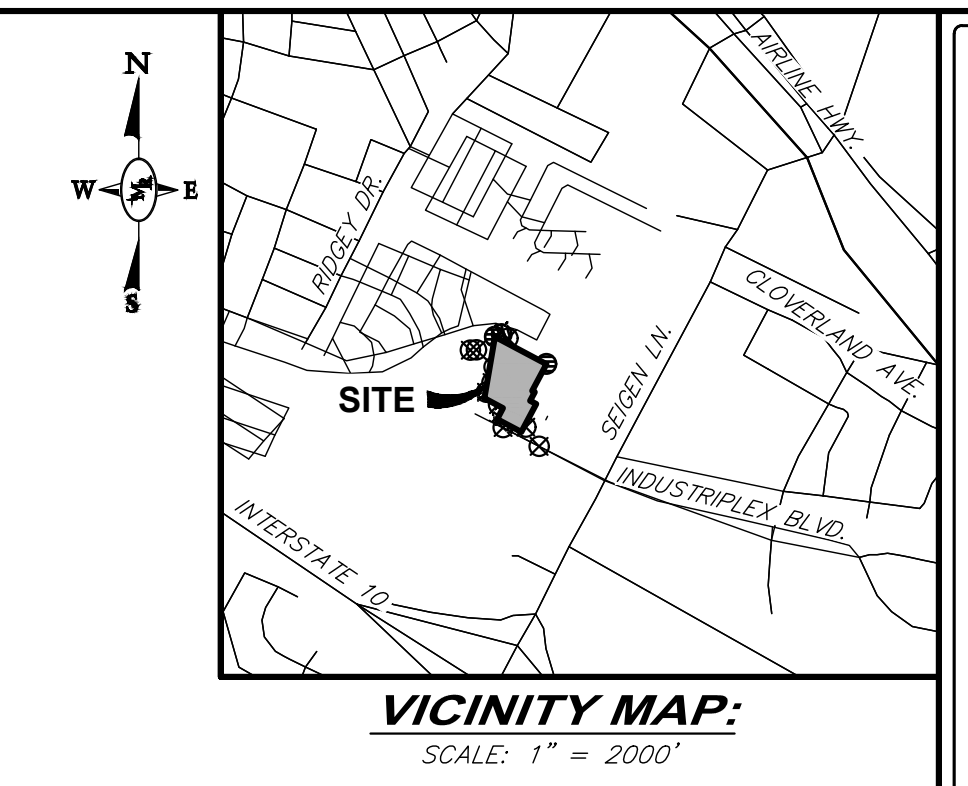 N
W E
S
AIRLINE HWY.
RIDGEY DR.
CLOVERLAND AVE.
SEIGEN LN.
SITE
INDUSTRIPLEX BLVD.
INTERSTATE 10
VICINITY MAP:
SCALE: 1" = 2000'